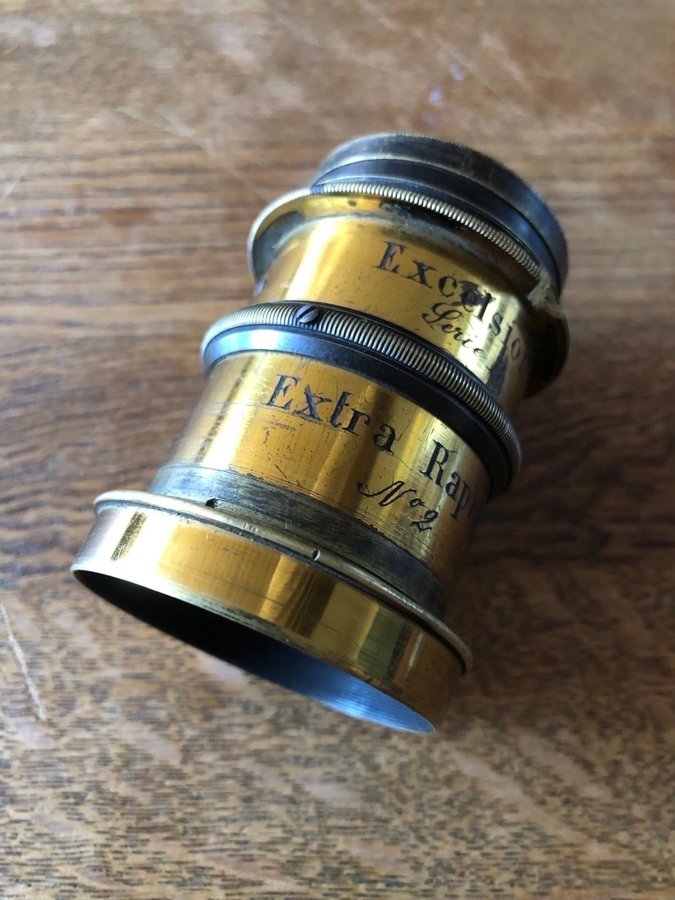 Excelsio
Serie
Extra Rap
No 2